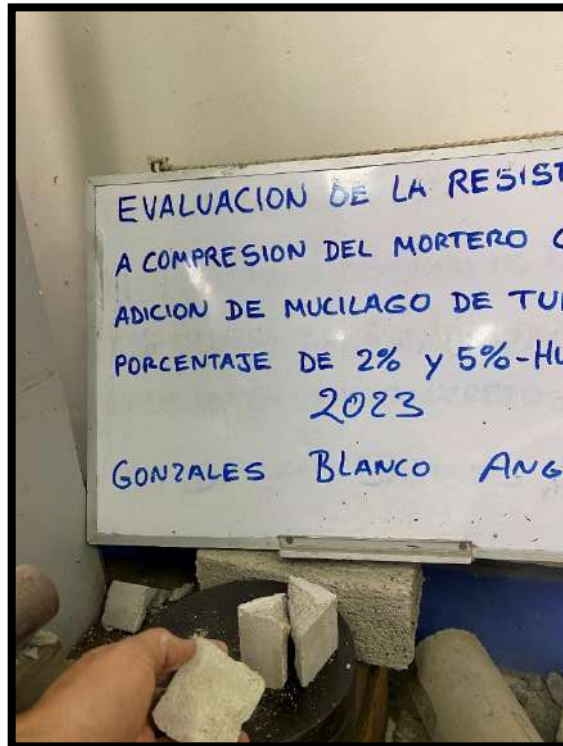 EVALUACION DE LA RESIST
A COMPRESION DEL MORTERO C
ADICION DE MUCILAGO DE TU
PORCENTAJE DE 2% y 5%-HU
2023
GONZALES BLANCO ANG